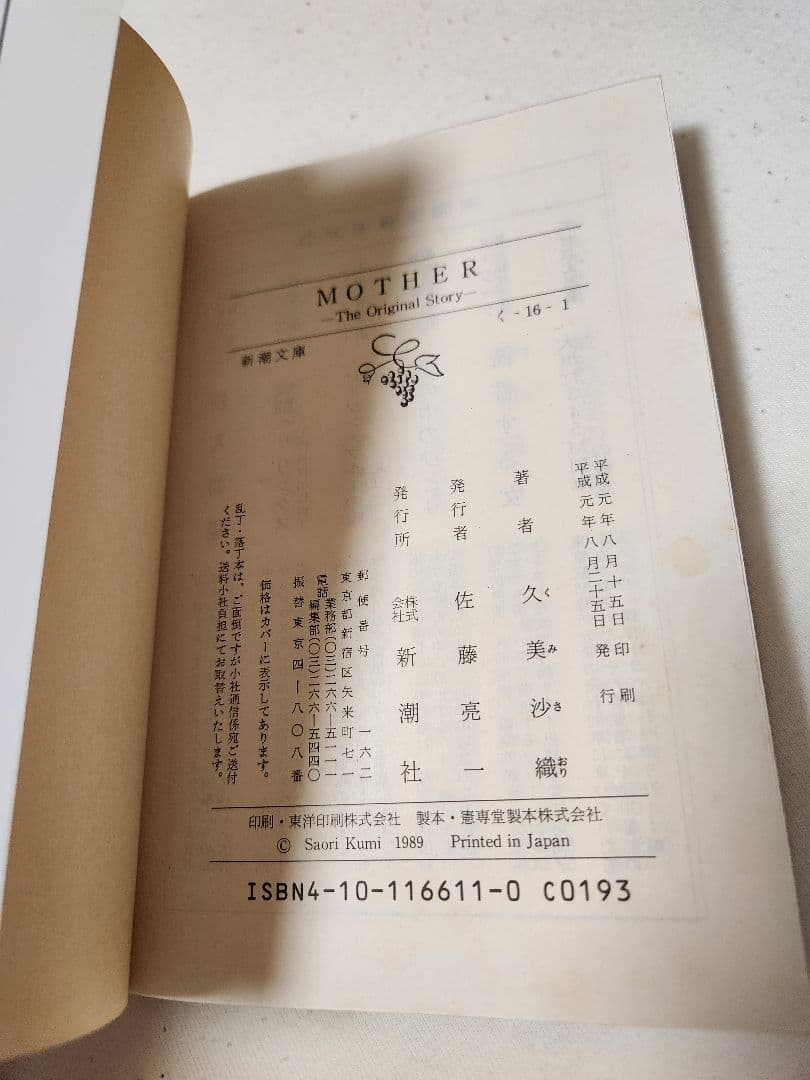 MOTHER
—The Original Story—
新潮文庫
く-16-1
平成元年八月十五日 印刷
平成元年八月二十五日 発行
著者 久美沙織
く み さ おり
発行者 佐藤亮一
発行所 株式会社 新潮社
郵便番号 一六二
東京都新宿区矢来町七一
電話 業務部(〇三)二六六—五一一一
編集部(〇三)二六六—五四四〇
振替 東京四—八〇八番
価格はカバーに表示してあります。
乱丁・落丁本は、ご面倒ですが小社通信係宛ご送付
ください。送料小社負担にてお取替えいたします。
印刷・東洋印刷株式会社 製本・憲専堂製本株式会社
© Saori Kumi 1989 Printed in Japan
ISBN4-10-116611-0 C0193